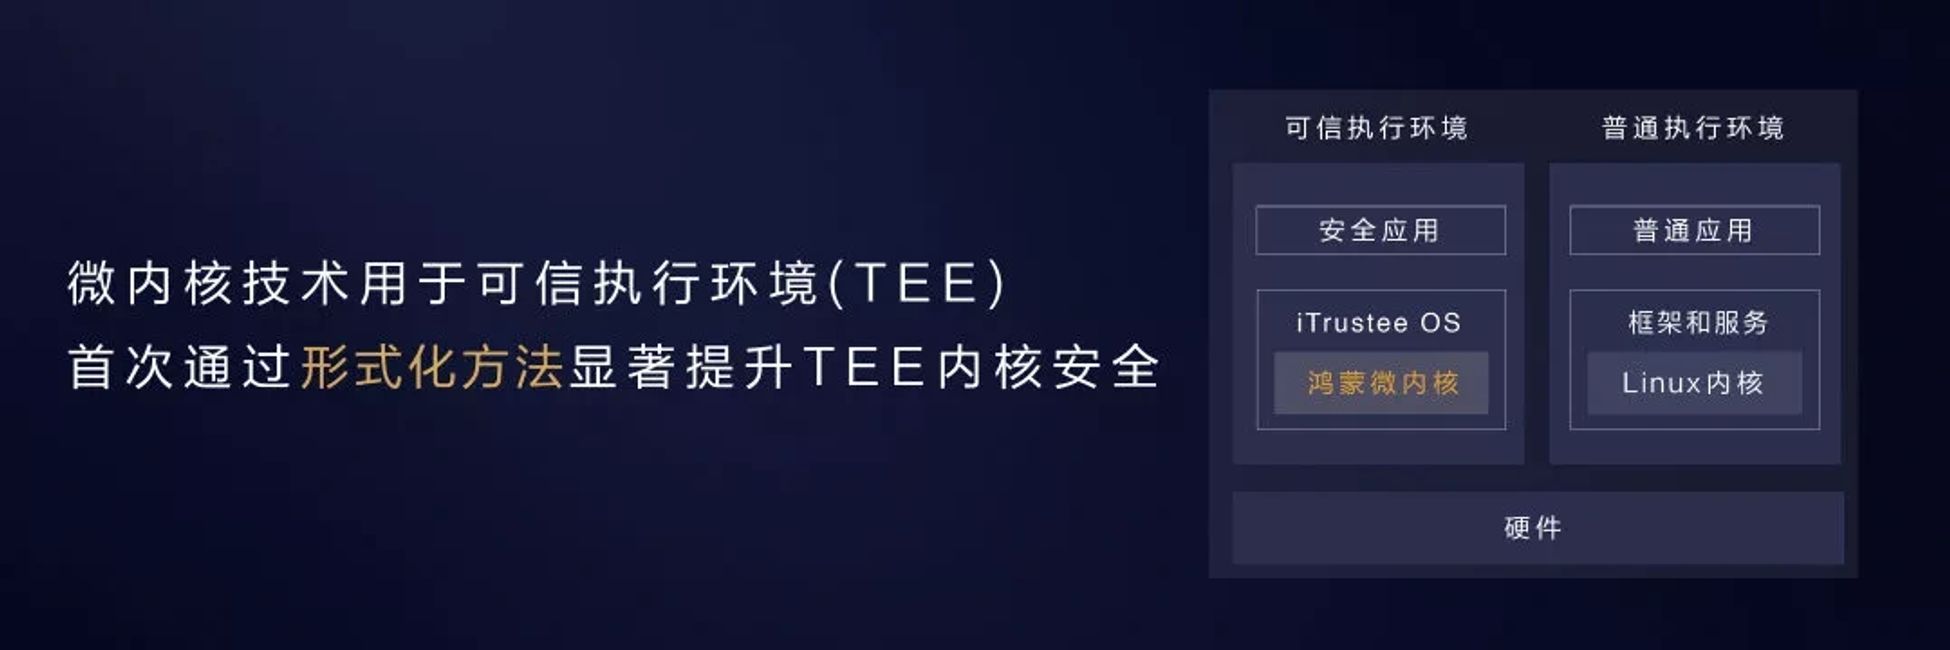 微内核技术用于可信执行环境(TEE)
首次通过形式化方法显著提升TEE内核安全
可信执行环境
安全应用
iTrustee OS
鸿蒙微内核
普通执行环境
普通应用
框架和服务
Linux内核
硬件